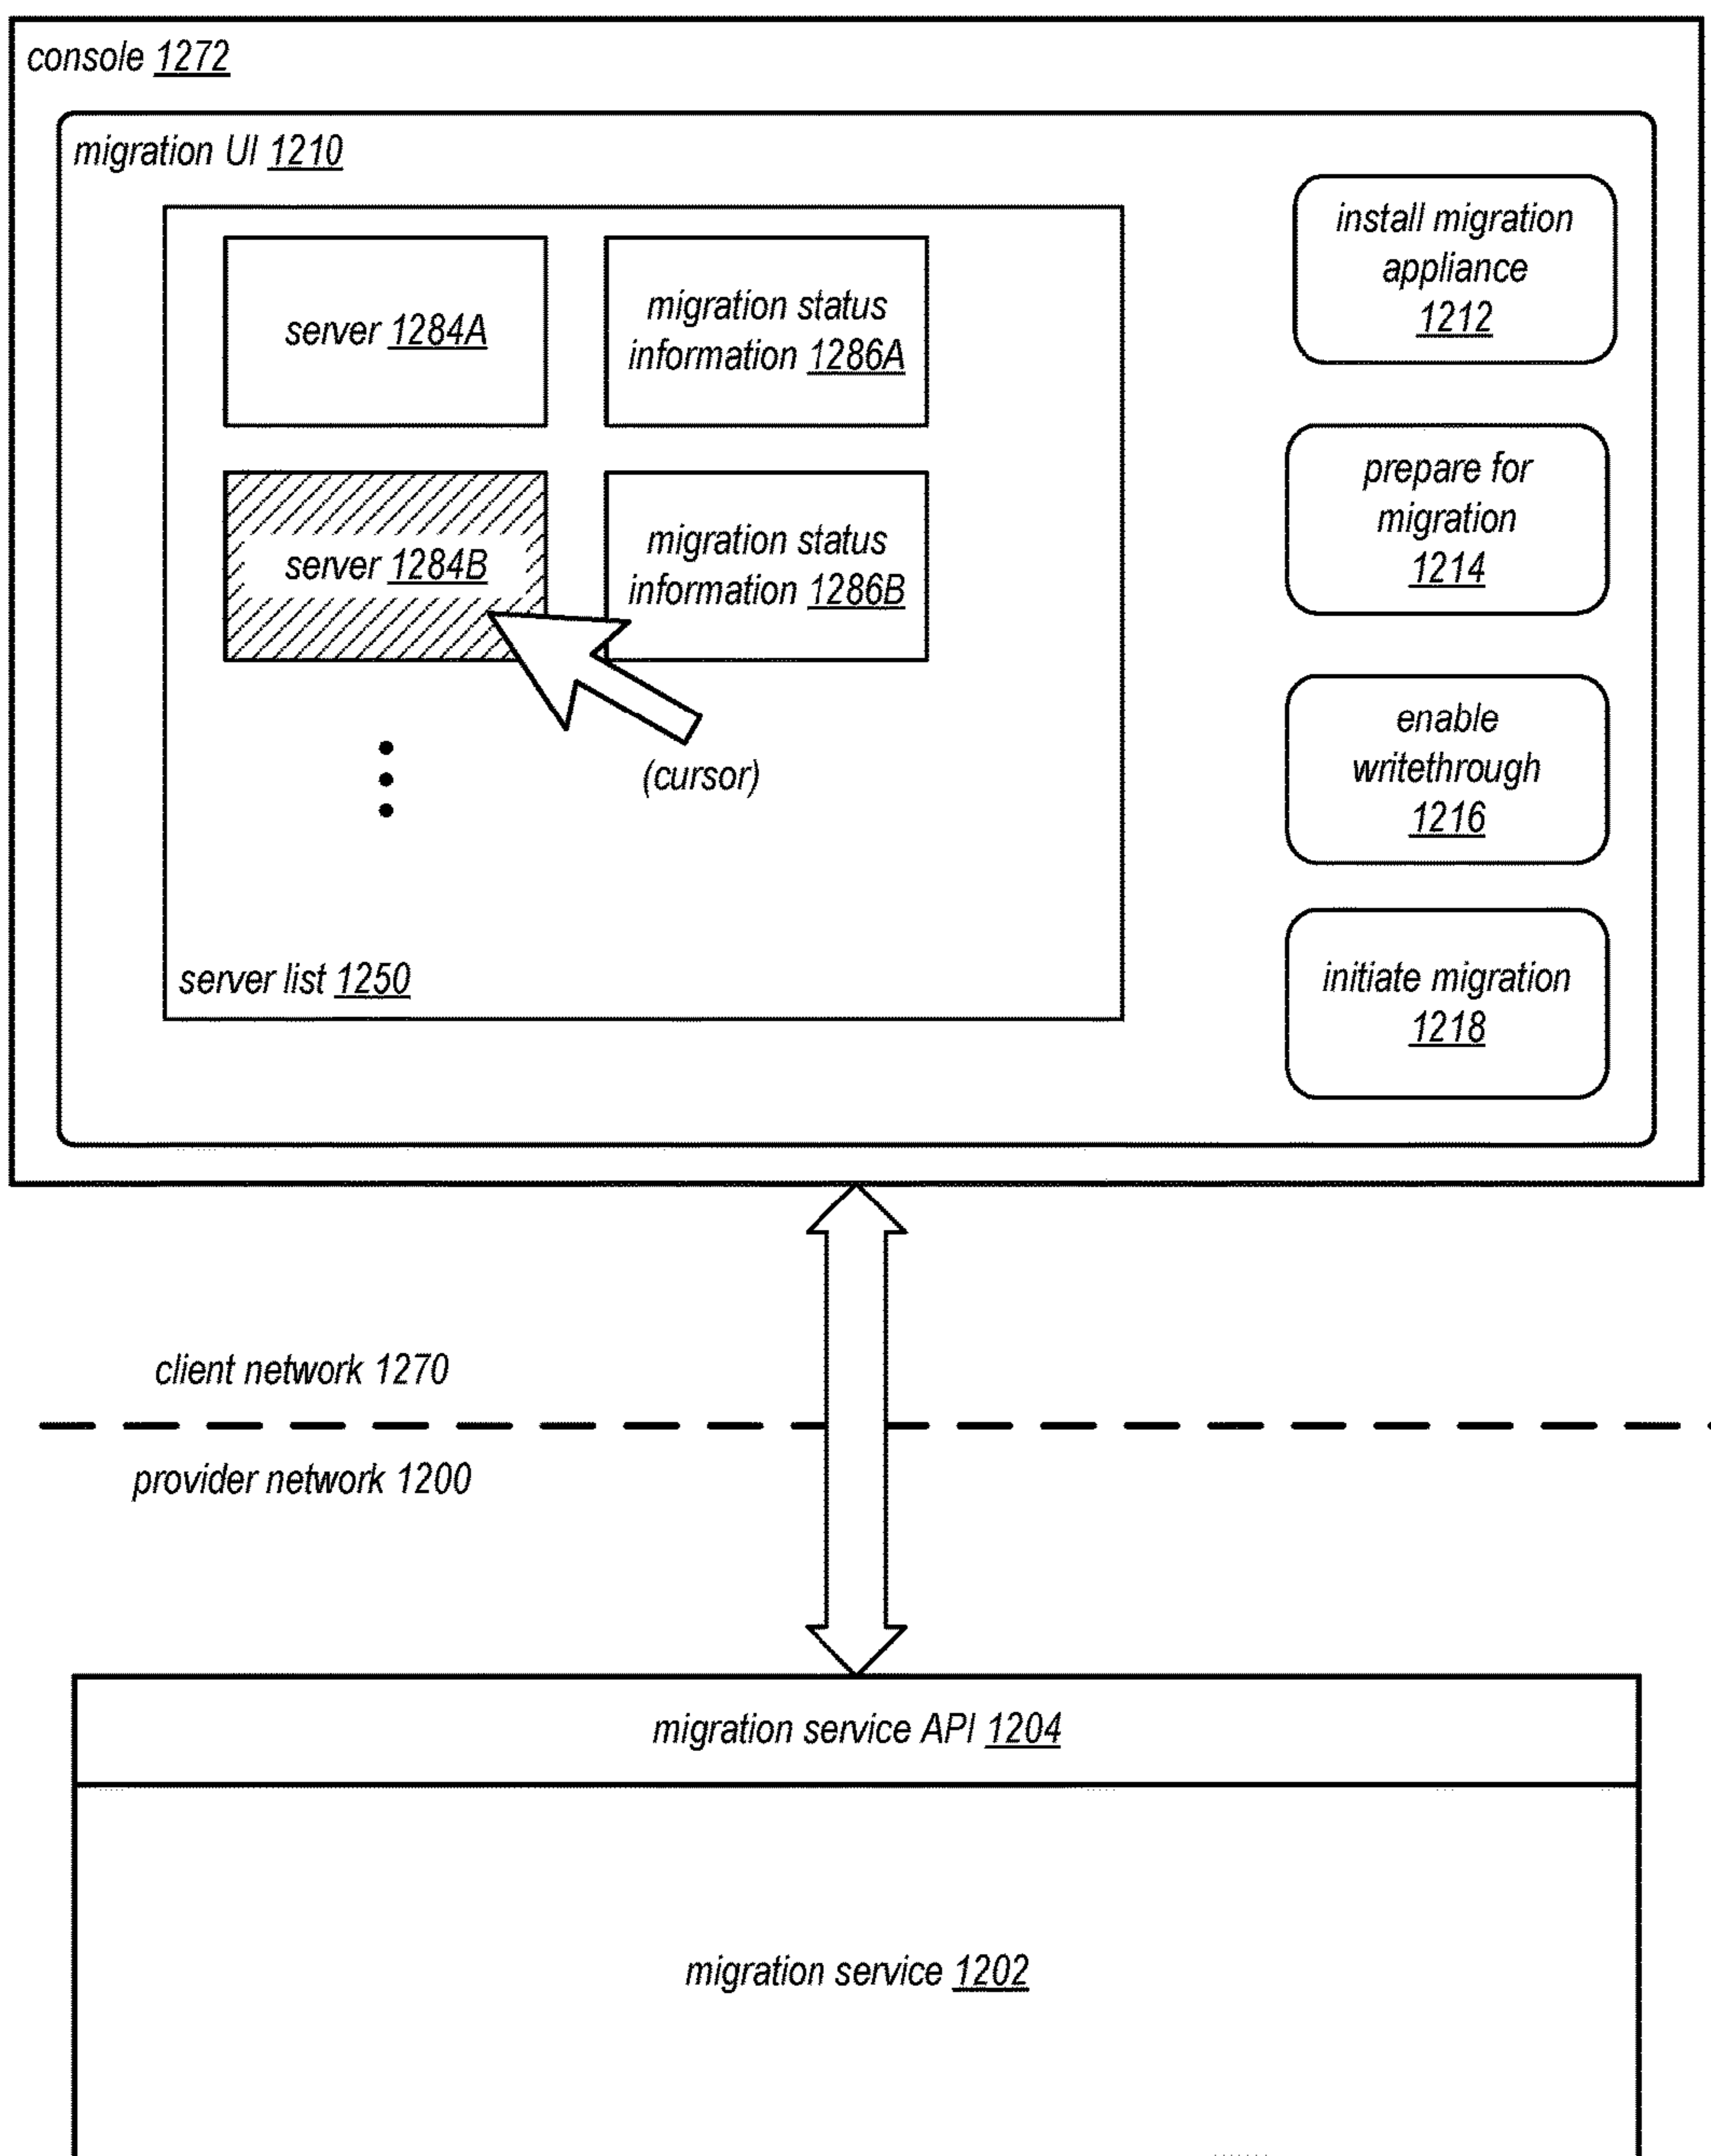 console 1272
migration UI 1210
server 1284A
migration status
information 1286A
server 1284B
migration status
information 1286B
(cursor)
server list 1250
install migration
appliance
1212
prepare for
migration
1214
enable
writethrough
1216
initiate migration
1218
client network 1270
provider network 1200
migration service API 1204
migration service 1202